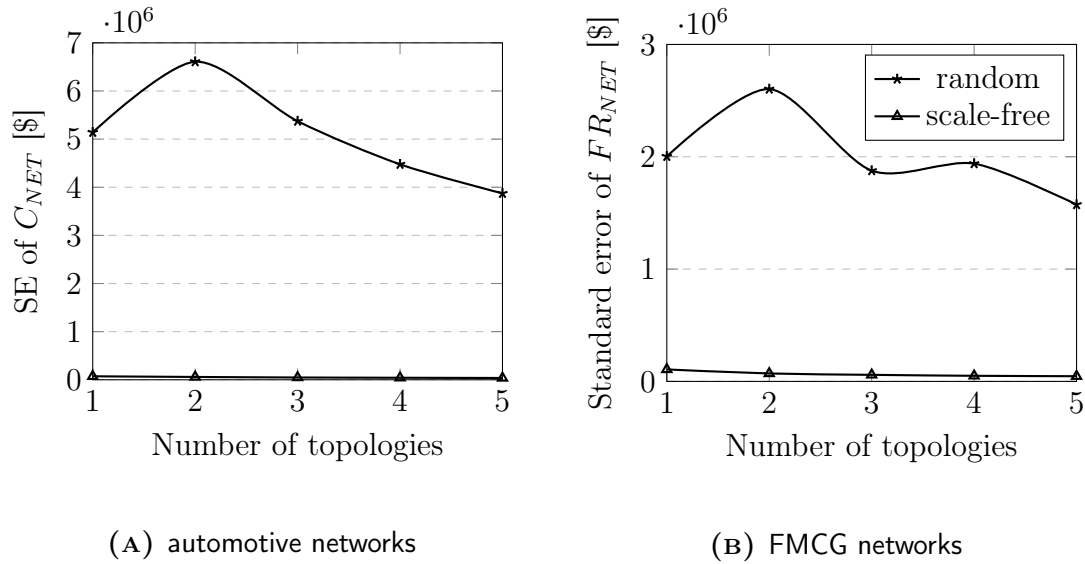 ·10^6
SE of C_NET [$]
7
6
5
4
3
2
1
0
1 2 3 4 5
Number of topologies
(A) automotive networks
·10^6
Standard error of FR_NET [$]
3
2
1
0
random
scale-free
1 2 3 4 5
Number of topologies
(B) FMCG networks